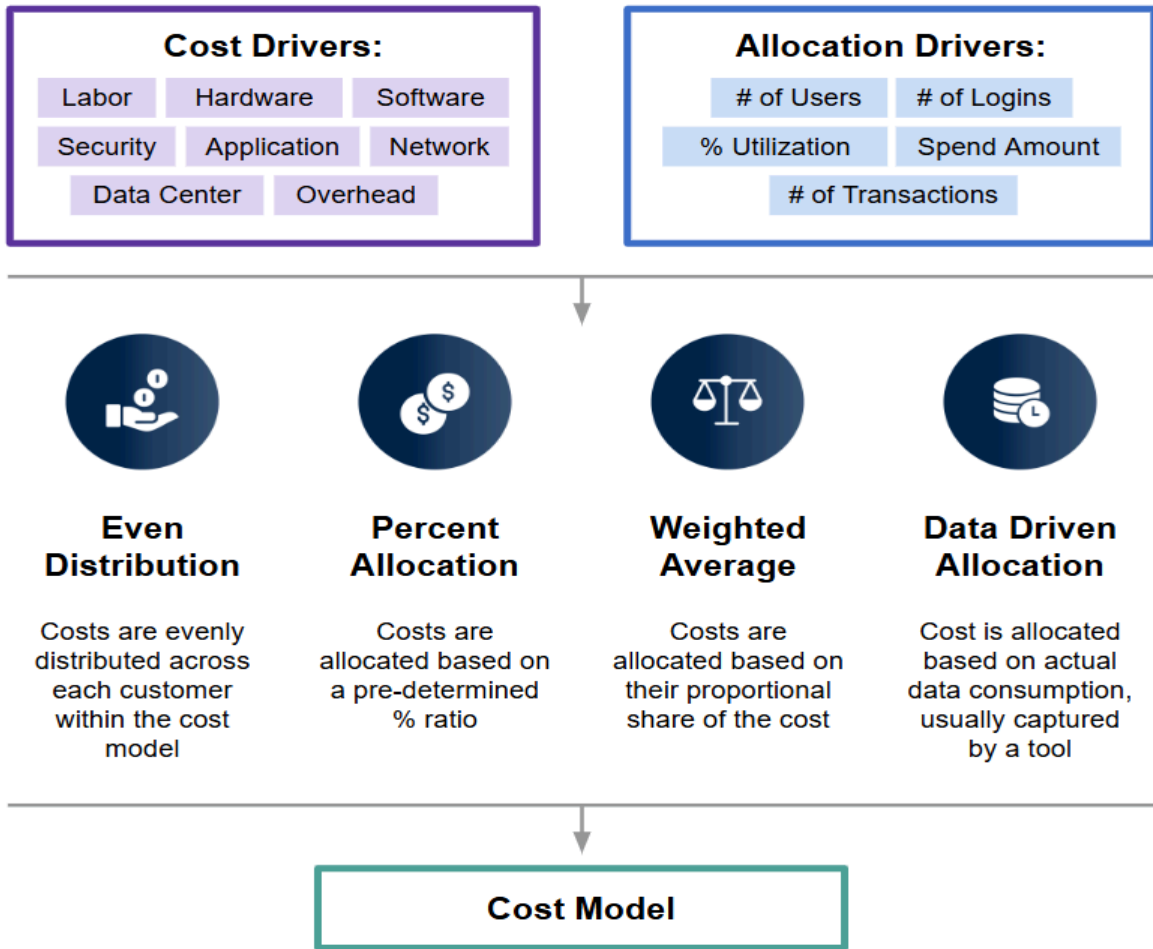 Cost Drivers:
Labor Hardware Software
Security Application Network
Data Center Overhead
Allocation Drivers:
# of Users # of Logins
% Utilization Spend Amount
# of Transactions
Even
Distribution
Costs are evenly
distributed across
each customer
within the cost
model
Percent
Allocation
Costs are
allocated based on
a pre-determined
% ratio
Weighted
Average
Costs are
allocated based on
their proportional
share of the cost
Data Driven
Allocation
Cost is allocated
based on actual
data consumption,
usually captured
by a tool
Cost Model